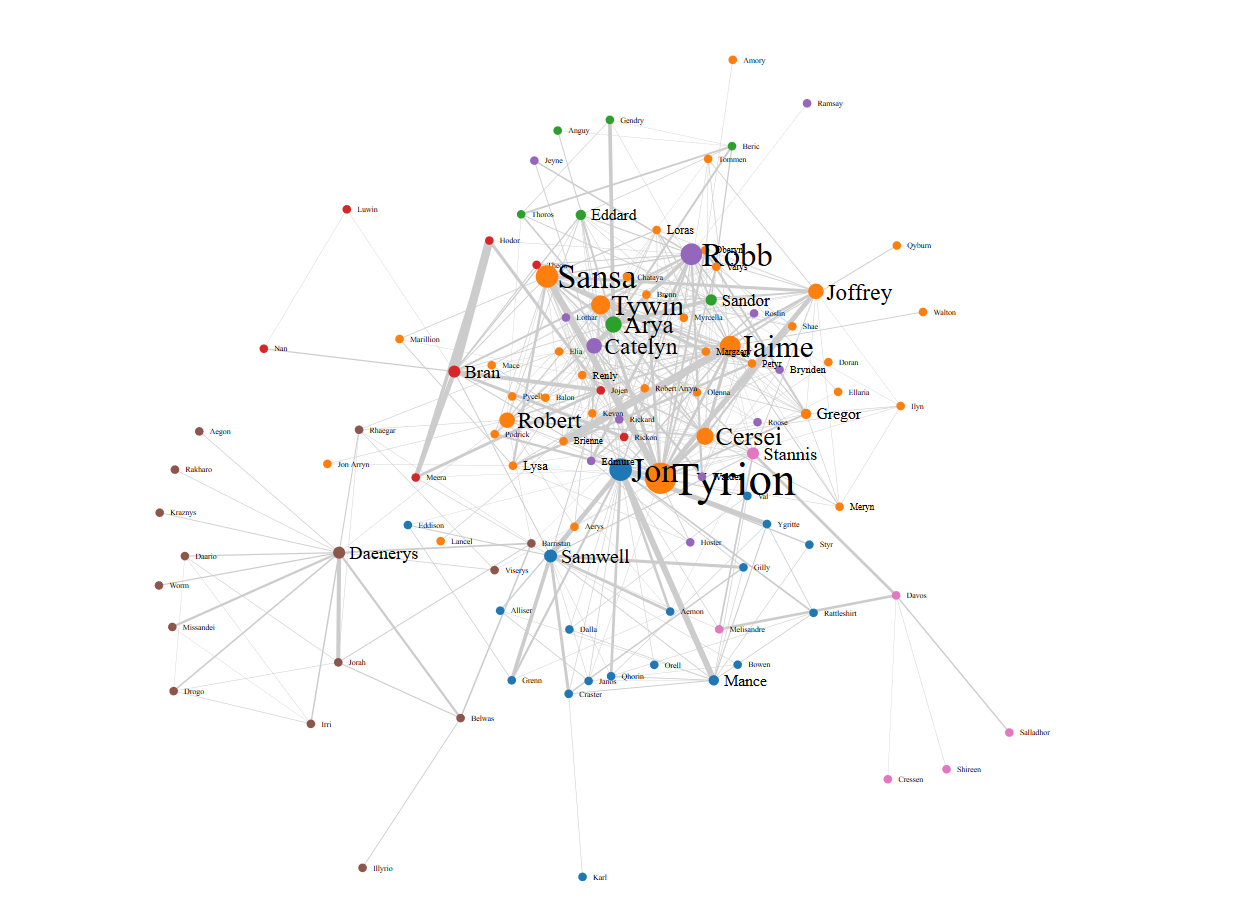 Amory
Ramsay
Gendry
Anguy
Beric
Jeyne
Tommen
Luwin
Thoros
Eddard
Loras
Hodor
Qyburn
Oberyn
Robb
Varys
Sansa
Chataya
Joffrey
Bronn
Sandor
Tywin
Walton
Roslin
Lothar
Myrcella
Arya
Shae
Marillion
Catelyn
Jaime
Nan
Elia
Margaery
Doran
Petyr
Mace
Brynden
Bran
Renly
Jojen
Robert Arryn
Olenna
Ellaria
Pycelle
Balon
Ilyn
Gregor
Kevan
Rickard
Robert
Roose
Aegon
Rhaegar
Podrick
Rickon
Cersei
Brienne
Stannis
Edmure
Jon Arryn
Lysa
Rakharo
Jon
Meera
Tyrion
Val
Meryn
Kraznys
Eddison
Ygritte
Aerys
Lancel
Hoster
Barristan
Styr
Daenerys
Samwell
Daario
Gilly
Viserys
Worm
Davos
Alliser
Aemon
Rattleshirt
Missandei
Dalla
Melisandre
Jorah
Orell
Bowen
Qhorin
Grenn
Janos
Mance
Drogo
Craster
Belwas
Irri
Salladhor
Shireen
Cressen
Illyrio
Karl